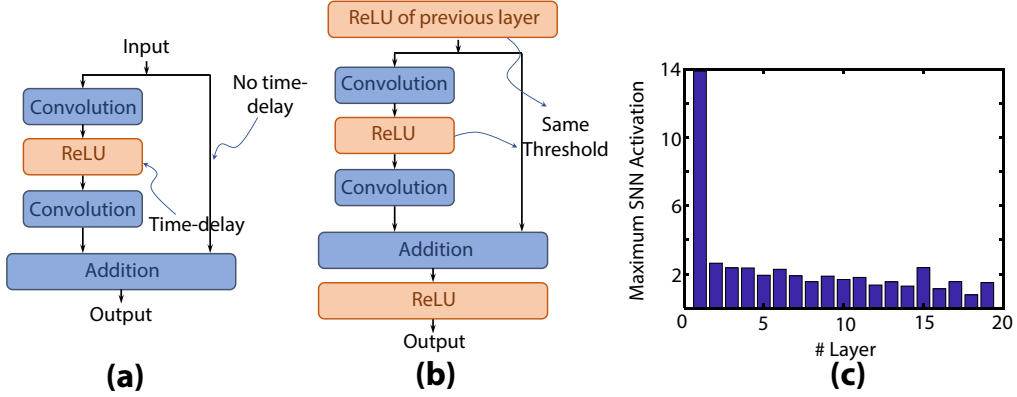 Input
Convolution
ReLU
Convolution
Addition
Output
No time-
delay
Time-delay
(a)
ReLU of previous layer
Convolution
ReLU
Convolution
Addition
ReLU
Output
Same
Threshold
(b)
Maximum SNN Activation
14
10
6
2
0
5
10
15
20
# Layer
(c)